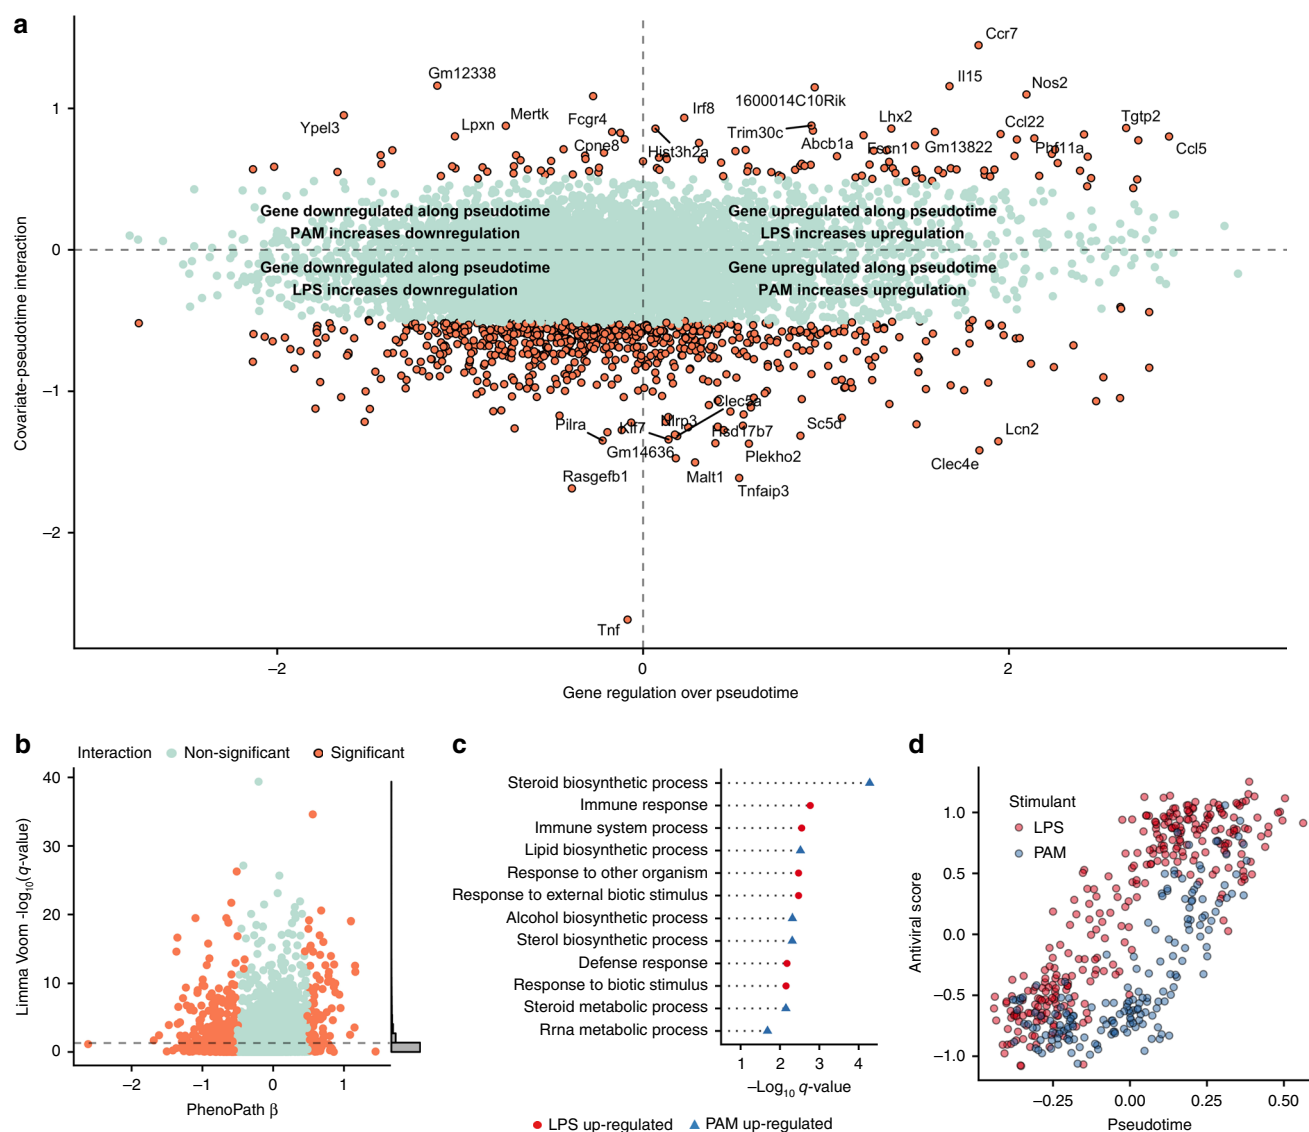 a
Covariate-pseudotime interaction
1
0
−1
−2
Ccr7
Gm12338
Il15
Nos2
1600014C10Rik
Ypel3
Lpxn
Mertk
Fcgr4
Irf8
Trim30c
Lhx2
Ccl22
Tgtp2
Cpne8
Hist3h2a
Abcb1a
Fscn1
Gm13822
Phf11a
Ccl5
Gene downregulated along pseudotime
PAM increases downregulation
Gene upregulated along pseudotime
LPS increases upregulation
Gene downregulated along pseudotime
LPS increases downregulation
Gene upregulated along pseudotime
PAM increases upregulation
Clec5a
Pilra
Klf7
Nlrp3
Hsd17b7
Sc5d
Lcn2
Gm14636
Plekho2
Clec4e
Rasgefb1
Malt1
Tnfaip3
Tnf
−2
0
2
Gene regulation over pseudotime
b
Interaction
Non-significant
Significant
Limma Voom -log10(q-value)
40
30
20
10
0
−2
−1
0
1
PhenoPath β
c
Steroid biosynthetic process
Immune response
Immune system process
Lipid biosynthetic process
Response to other organism
Response to external biotic stimulus
Alcohol biosynthetic process
Sterol biosynthetic process
Defense response
Response to biotic stimulus
Steroid metabolic process
Rrna metabolic process
1
2
3
4
−Log10 q-value
LPS up-regulated
PAM up-regulated
d
Antiviral score
Stimulant
LPS
PAM
1.0
0.5
0.0
−0.5
−1.0
−0.25
0.00
0.25
0.50
Pseudotime